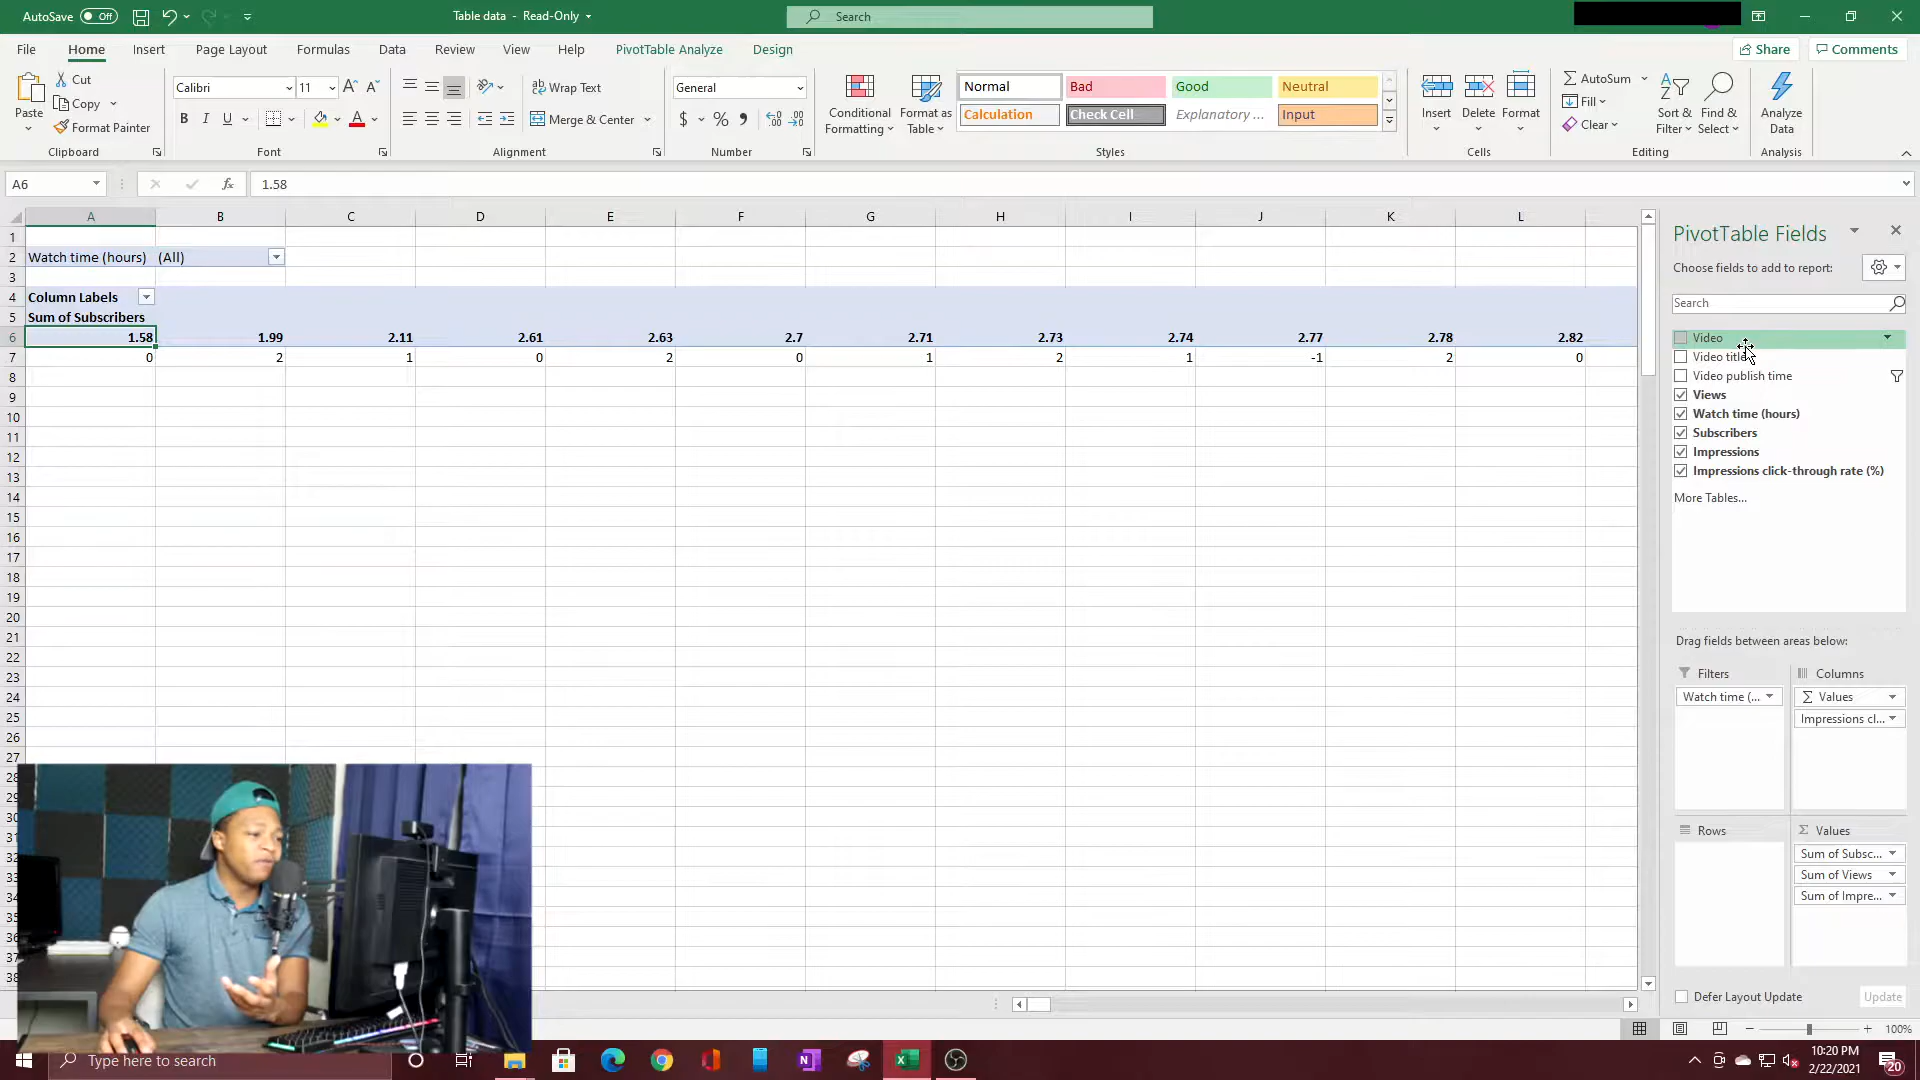 AutoSave Off Table data - Read-Only Search
File Home Insert Page Layout Formulas Data Review View Help PivotTable Analyze Design Share Comments
Paste Cut Copy Format Painter
Calibri 11 Wrap Text Merge & Center General
B I U A $ % 9
Conditional Formatting Format as Table
Normal Bad Good Neutral
Calculation Check Cell Explanatory ... Input
Insert Delete Format
AutoSum Fill Clear Sort & Filter Find & Select Analyze Data
Clipboard Font Alignment Number Styles Cells Editing Analysis
A6 fx 1.58
A B C D E F G H I J K L
1
2 Watch time (hours) (All)
3
4 Column Labels
5 Sum of Subscribers
6 1.58 1.99 2.11 2.61 2.63 2.7 2.71 2.73 2.74 2.77 2.78 2.82
7 0 2 1 0 2 0 1 2 1 -1 2 0
8
9
10
11
12
13
14
15
16
17
18
19
20
21
22
23
24
25
26
27
28
29
30
31
32
33
34
35
36
37
38
PivotTable Fields
Choose fields to add to report:
Search
Video
Video title
Video publish time
Views
Watch time (hours)
Subscribers
Impressions
Impressions click-through rate (%)
More Tables...
Drag fields between areas below:
Filters Columns
Watch time (... Σ Values
Impressions cl...
Rows Σ Values
Sum of Subsc...
Sum of Views
Sum of Impre...
Defer Layout Update Update
100%
Type here to search
10:20 PM
2/22/2021
20